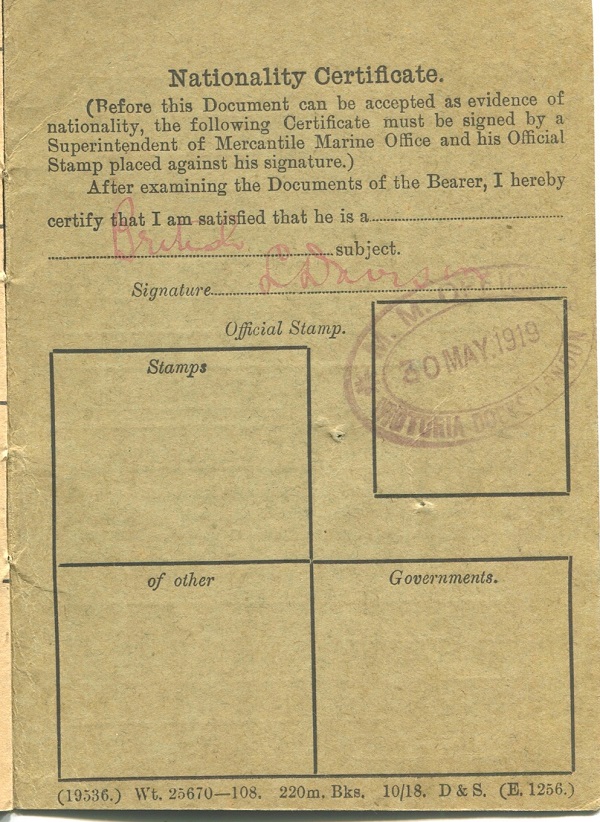 Nationality Certificate.
(Before this Document can be accepted as evidence of
nationality, the following Certificate must be signed by a
Superintendent of Mercantile Marine Office and his Official
Stamp placed against his signature.)
After examining the Documents of the Bearer, I hereby
certify that I am satisfied that he is a
British subject.
Signature
Official Stamp.
M. M. OFFICE
30 MAY. 1919
VICTORIA DOCKS LONDON
Stamps
of other
Governments.
(19536.) Wt. 25670—108. 220m. Bks. 10/18. D & S. (E. 1256.)